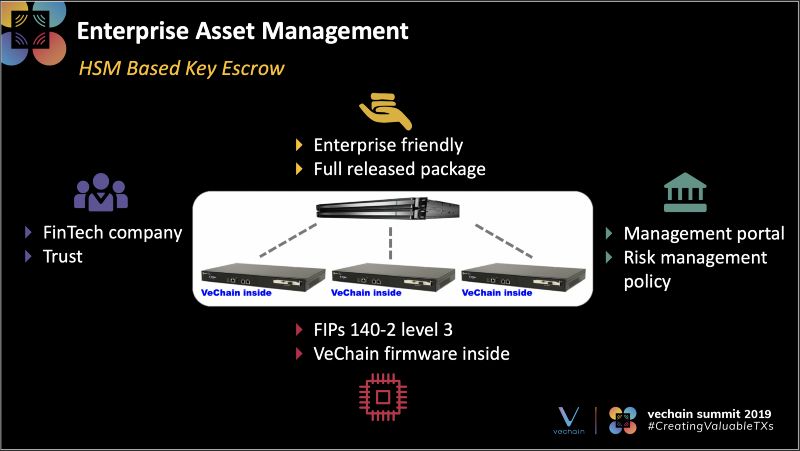 Enterprise Asset Management
HSM Based Key Escrow
Enterprise friendly
Full released package
FinTech company
Trust
Management portal
Risk management
policy
VeChain inside
VeChain inside
VeChain inside
FIPs 140-2 level 3
VeChain firmware inside
vechain
vechain summit 2019
#CreatingValuableTXs